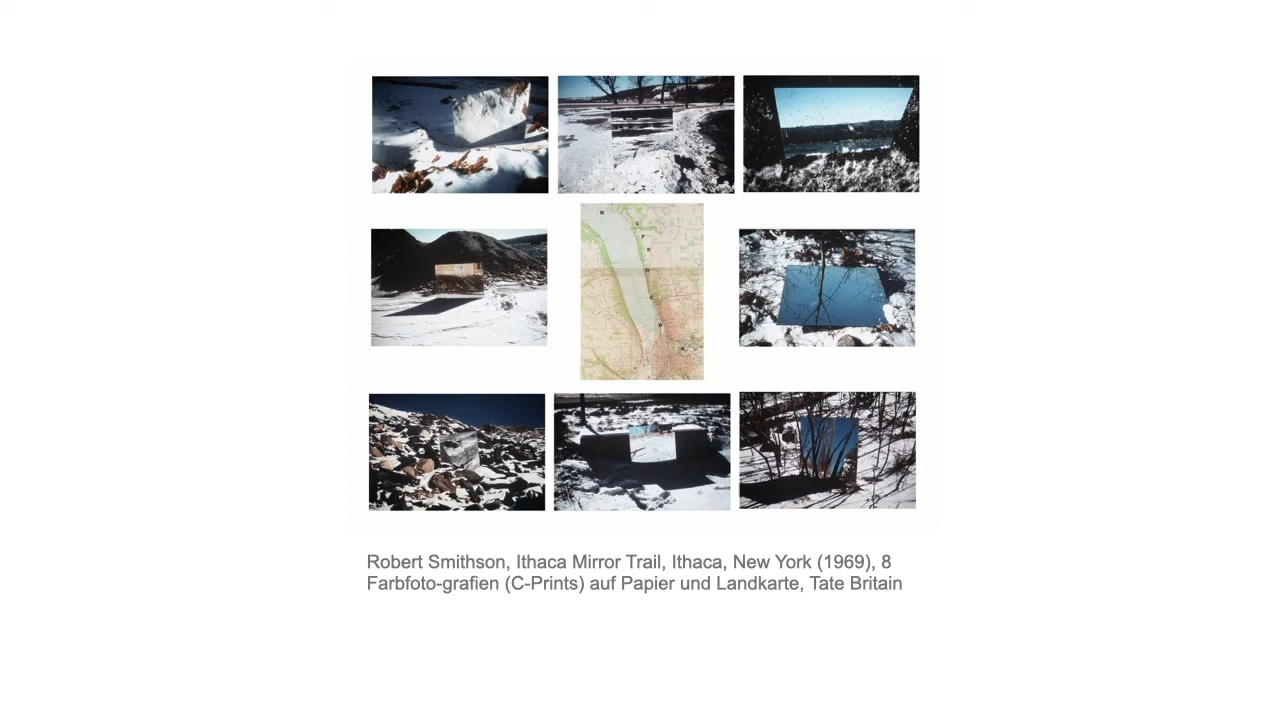 H
G
F
E
D
C
B
A
Robert Smithson, Ithaca Mirror Trail, Ithaca, New York (1969), 8
Farbfoto-grafien (C-Prints) auf Papier und Landkarte, Tate Britain